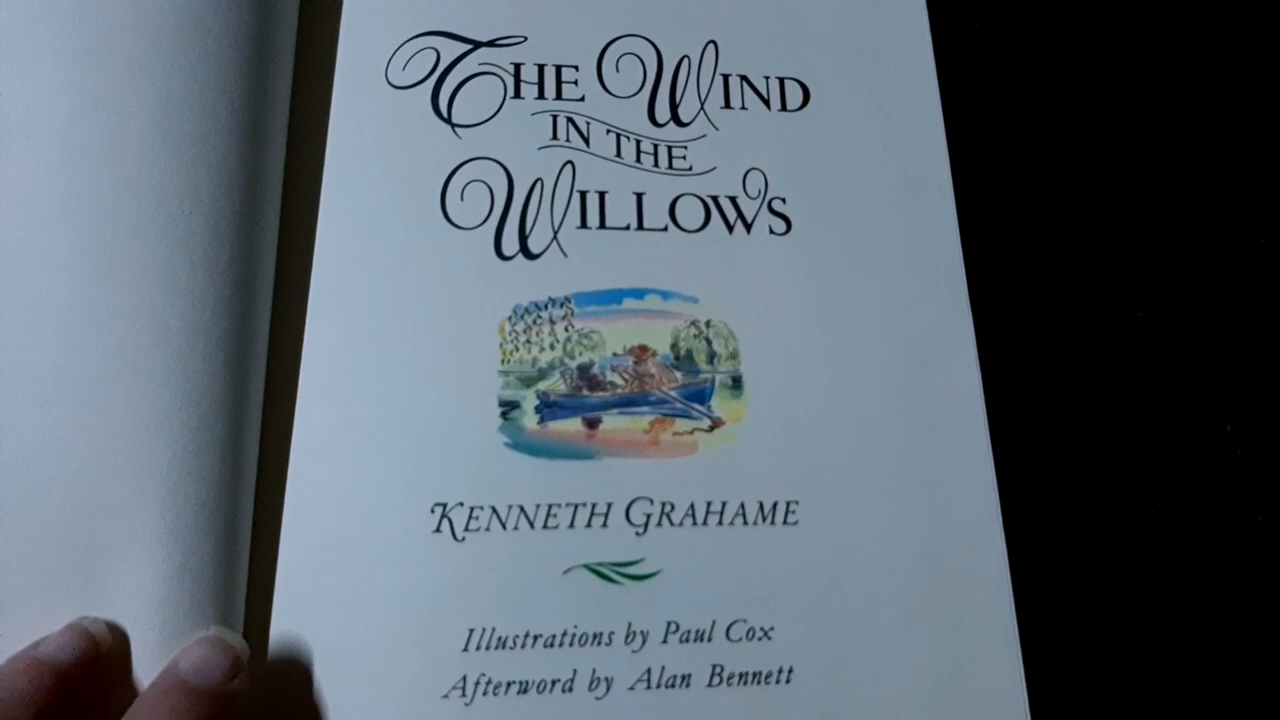 THE WIND
IN THE
WILLOWS
KENNETH GRAHAME
Illustrations by Paul Cox
Afterword by Alan Bennett